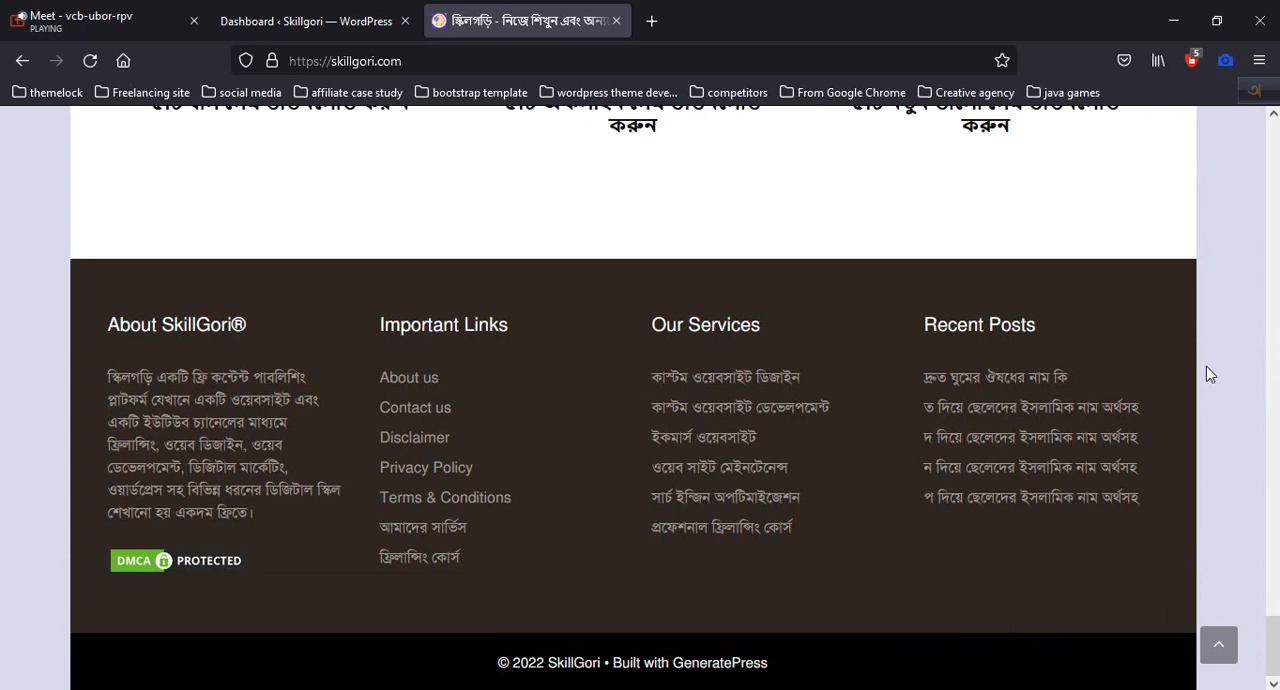 Meet - vcb-ubor-rpv
PLAYING
Dashboard ‹ Skillgori — WordPress
স্কিলগড়ি - নিজে শিখুন এবং অন্য
https://skillgori.com
5
themelock
Freelancing site
social media
affiliate case study
bootstrap template
wordpress theme deve...
competitors
From Google Chrome
Creative agency
java games
করুন
করুন
About SkillGori®
স্কিলগড়ি একটি ফ্রি কন্টেন্ট পাবলিশিং
প্লাটফর্ম যেখানে একটি ওয়েবসাইট এবং
একটি ইউটিউব চ্যানেলের মাধ্যমে
ফ্রিলান্সিং, ওয়েব ডিজাইন, ওয়েব
ডেভেলপমেন্ট, ডিজিটাল মার্কেটিং,
ওয়ার্ডপ্রেস সহ বিভিন্ন ধরনের ডিজিটাল স্কিল
শেখানো হয় একদম ফ্রিতে।
DMCA PROTECTED
Important Links
About us
Contact us
Disclaimer
Privacy Policy
Terms & Conditions
আমাদের সার্ভিস
ফ্রিলান্সিং কোর্স
Our Services
কাস্টম ওয়েবসাইট ডিজাইন
কাস্টম ওয়েবসাইট ডেভেলপমেন্ট
ইকমার্স ওয়েবসাইট
ওয়েব সাইট মেইনটেনেন্স
সার্চ ইন্জিন অপটিমাইজেশন
প্রফেশনাল ফ্রিলান্সিং কোর্স
Recent Posts
দ্রুত ঘুমের ঔষধের নাম কি
ত দিয়ে ছেলেদের ইসলামিক নাম অর্থসহ
দ দিয়ে ছেলেদের ইসলামিক নাম অর্থসহ
ন দিয়ে ছেলেদের ইসলামিক নাম অর্থসহ
প দিয়ে ছেলেদের ইসলামিক নাম অর্থসহ
© 2022 SkillGori • Built with GeneratePress